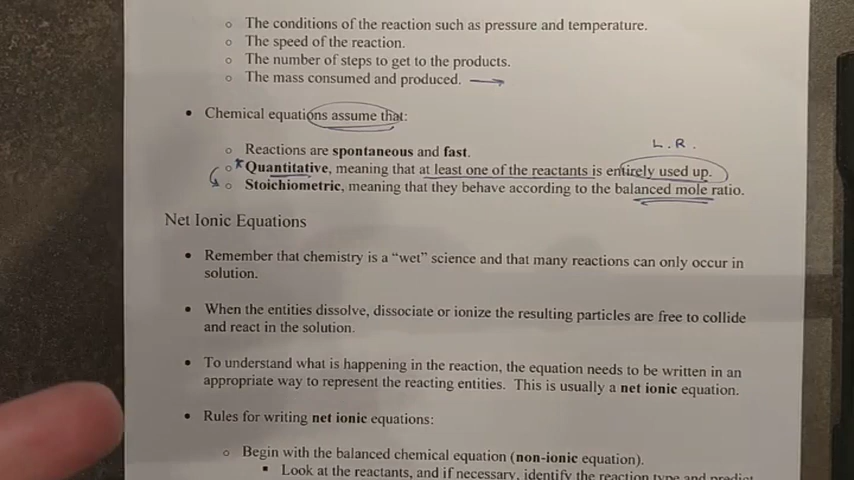 ○ The conditions of the reaction such as pressure and temperature.
○ The speed of the reaction.
○ The number of steps to get to the products.
○ The mass consumed and produced. →
• Chemical equations assume that:
L.R.
○ Reactions are spontaneous and fast.
* ○ Quantitative, meaning that at least one of the reactants is entirely used up.
○ Stoichiometric, meaning that they behave according to the balanced mole ratio.
Net Ionic Equations
• Remember that chemistry is a “wet” science and that many reactions can only occur in
solution.
• When the entities dissolve, dissociate or ionize the resulting particles are free to collide
and react in the solution.
• To understand what is happening in the reaction, the equation needs to be written in an
appropriate way to represent the reacting entities. This is usually a net ionic equation.
• Rules for writing net ionic equations:
○ Begin with the balanced chemical equation (non-ionic equation).
▪ Look at the reactants, and if necessary, identify the reaction type and predict